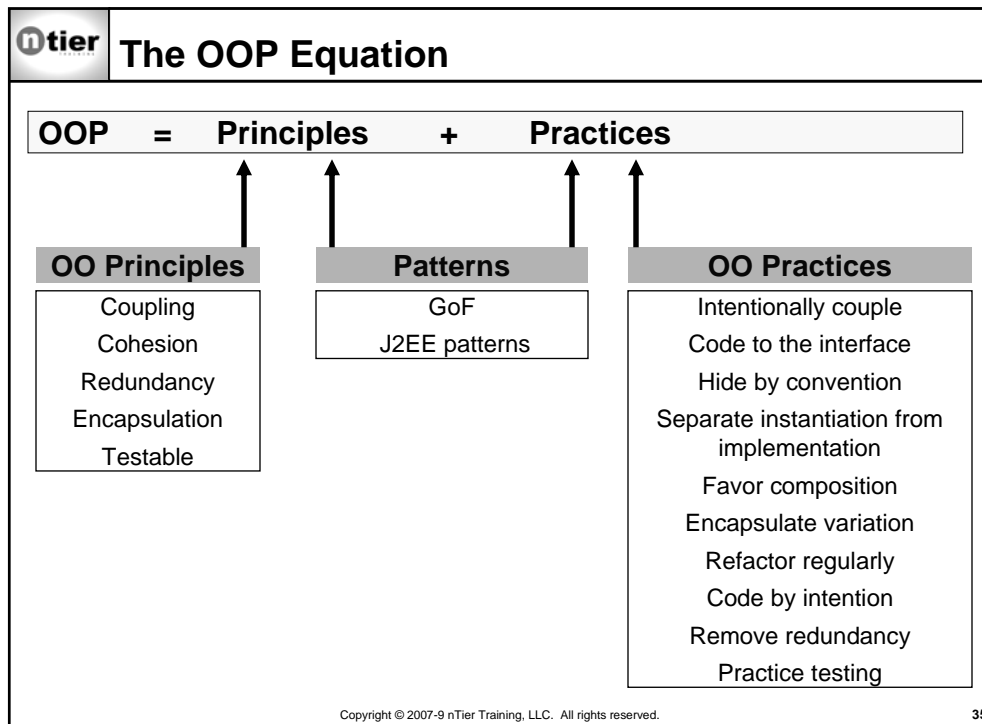 ntier
The OOP Equation
OOP = Principles + Practices
OO Principles
Coupling
Cohesion
Redundancy
Encapsulation
Testable
Patterns
GoF
J2EE patterns
OO Practices
Intentionally couple
Code to the interface
Hide by convention
Separate instantiation from
implementation
Favor composition
Encapsulate variation
Refactor regularly
Code by intention
Remove redundancy
Practice testing
Copyright © 2007-9 nTier Training, LLC. All rights reserved.
35